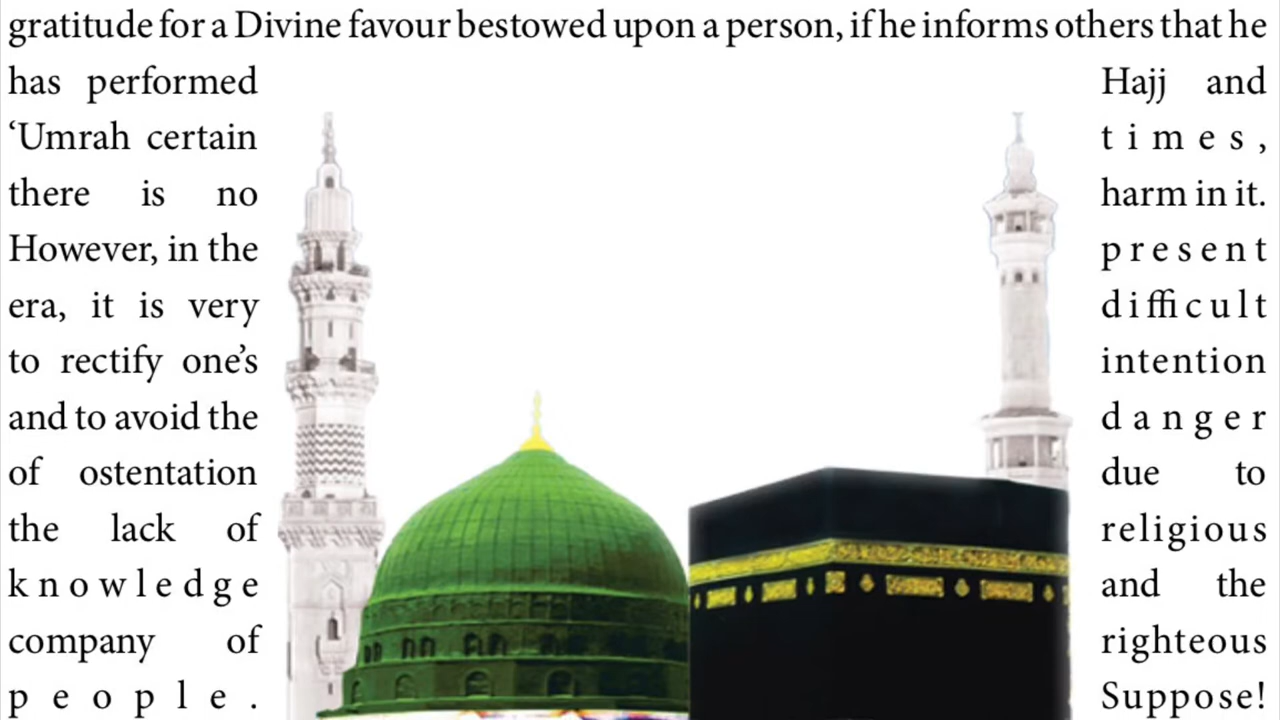 gratitude for a Divine favour bestowed upon a person, if he informs others that he
has performed Hajj and
‘Umrah certain times,
there is no harm in it.
However, in the present
era, it is very difficult
to rectify one’s intention
and to avoid the danger
of ostentation due to
the lack of religious
knowledge and the
company of righteous
people. Suppose!